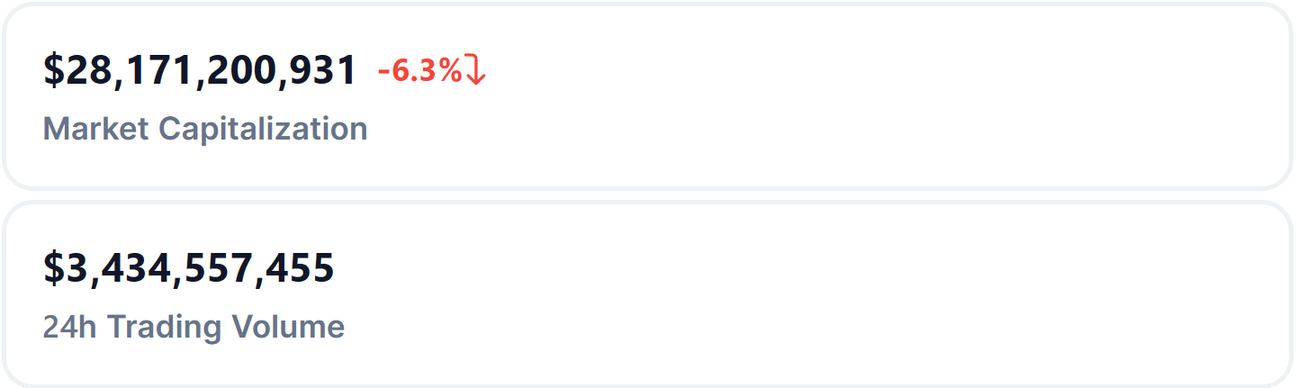 $28,171,200,931 -6.3%⤵
Market Capitalization
$3,434,557,455
24h Trading Volume